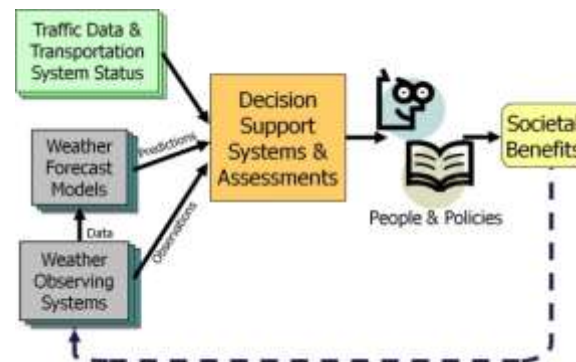 Traffic Data &
Transportation
System Status
Decision
Support
Systems &
Assessments
Weather
Forecast
Models
Predictions
Data
Observations
Weather
Observing
Systems
People & Policies
Societal
Benefits